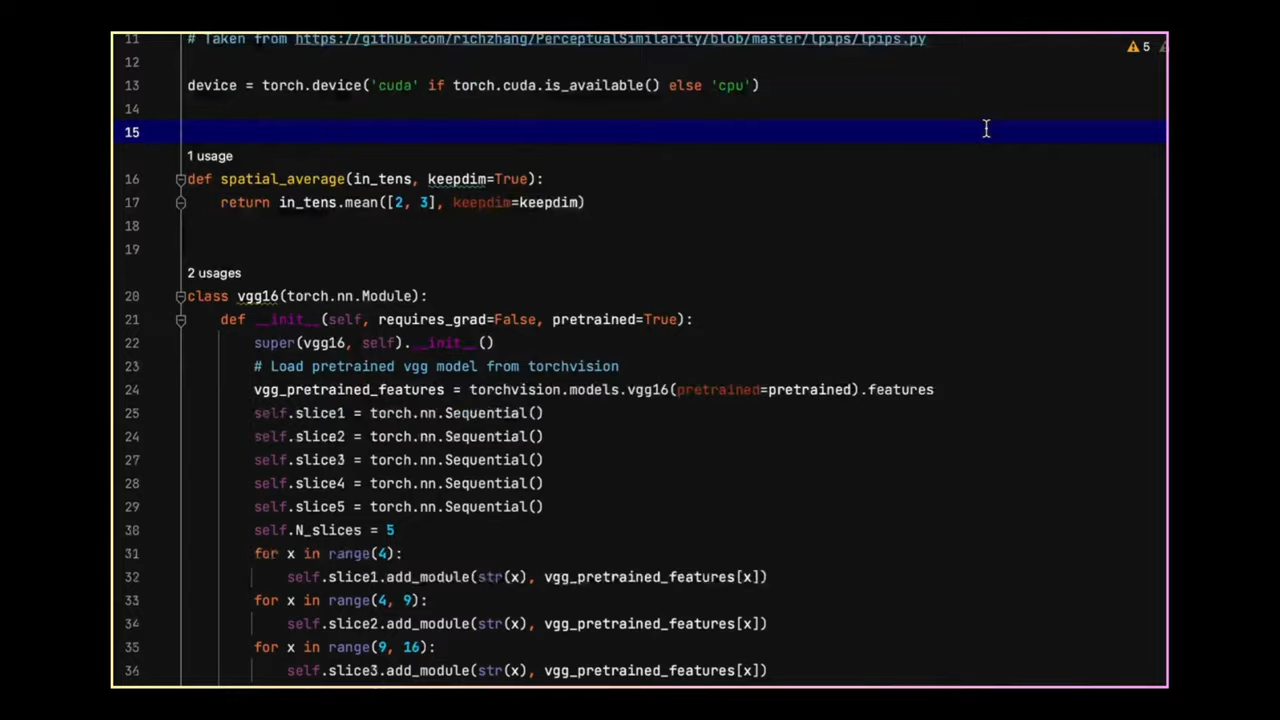 11 # Taken from https://github.com/richzhang/PerceptualSimilarity/blob/master/lpips/lpips.py
5
12
13 device = torch.device('cuda' if torch.cuda.is_available() else 'cpu')
14
15
1 usage
16 def spatial_average(in_tens, keepdim=True):
17 return in_tens.mean([2, 3], keepdim=keepdim)
18
19
2 usages
20 class vgg16(torch.nn.Module):
21 def __init__(self, requires_grad=False, pretrained=True):
22 super(vgg16, self).__init__()
23 # Load pretrained vgg model from torchvision
24 vgg_pretrained_features = torchvision.models.vgg16(pretrained=pretrained).features
25 self.slice1 = torch.nn.Sequential()
24 self.slice2 = torch.nn.Sequential()
27 self.slice3 = torch.nn.Sequential()
28 self.slice4 = torch.nn.Sequential()
29 self.slice5 = torch.nn.Sequential()
30 self.N_slices = 5
31 for x in range(4):
32 self.slice1.add_module(str(x), vgg_pretrained_features[x])
33 for x in range(4, 9):
34 self.slice2.add_module(str(x), vgg_pretrained_features[x])
35 for x in range(9, 16):
36 self.slice3.add_module(str(x), vgg_pretrained_features[x])